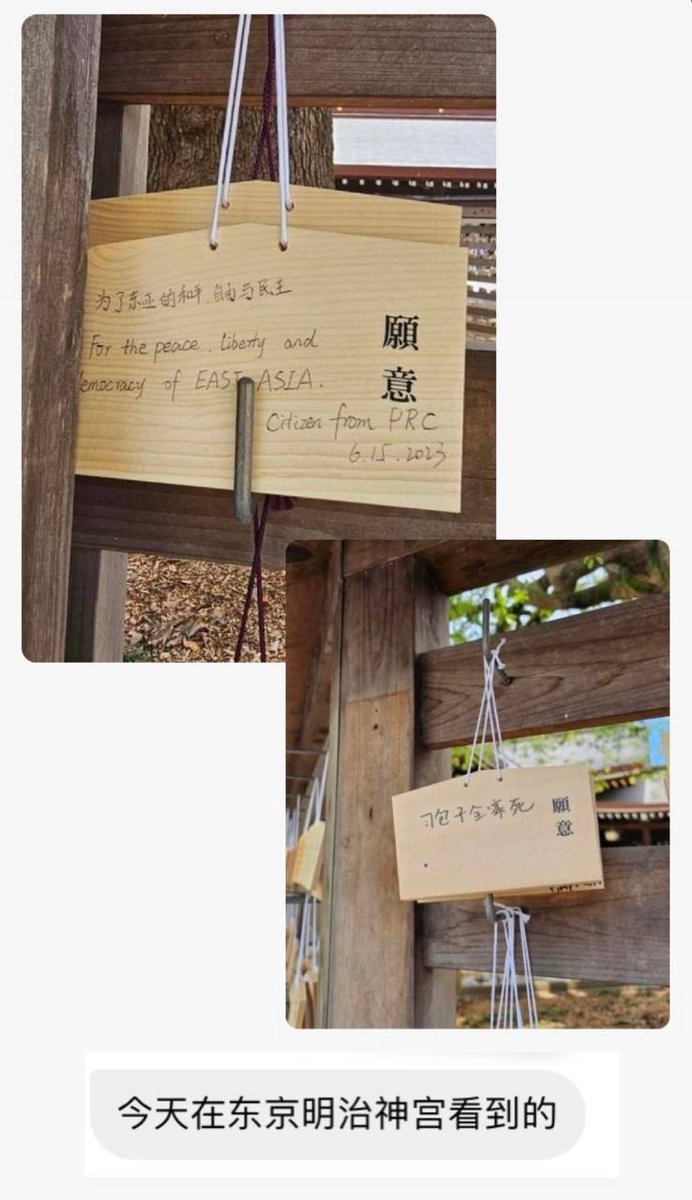 为了东亚的和平、自由与民主
For the peace, liberty and
democracy of EAST ASIA.
Citizen from PRC
6.15.2023
願意
习包子全家死
願意
今天在东京明治神宫看到的